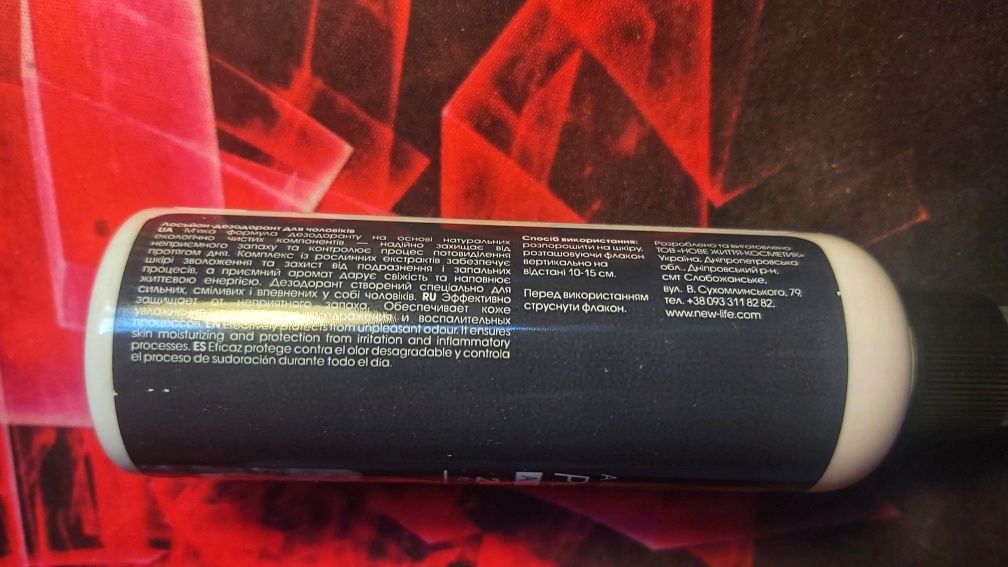 Лосьйон-дезодорант для чоловіків
UA М'яка формула дезодоранту на основі натуральних
екологічно чистих компонентів — надійно захищає від
неприємного запаху та контролює процес потовиділення
протягом дня. Комплекс із рослинних екстрактів забезпечує
шкірі зволоження та захист від подразнення і запальних
процесів, а приємний аромат дарує свіжість та наповнює
життєвою енергією. Дезодорант створений спеціально для
сильних, сміливих і впевнених у собі чоловіків. RU Эффективно
защищает от неприятного запаха. Обеспечивает коже
увлажнение раздражения и воспалительных
процессов. EN Effectively protects from unpleasant odour. It ensures
skin moisturizing and protection from irritation and inflammatory
processes. ES Eficaz protege contra el olor desagradable y controla
el proceso de sudoración durante todo el día.
Спосіб використання:
розпорошити на шкіру,
розташовуючи флакон
вертикально на
відстані 10-15 см.
Перед використанням
струснути флакон.
Розроблено та виготовлено
ТОВ «НОВЕ ЖИТТЯ-КОСМЕТИК»
Україна, Дніпропетровська
обл., Дніпровський р-н,
смт Слобожанське,
вул. В. Сухомлинського, 79,
тел. +38 093 311 82 82,
www.new-life.com